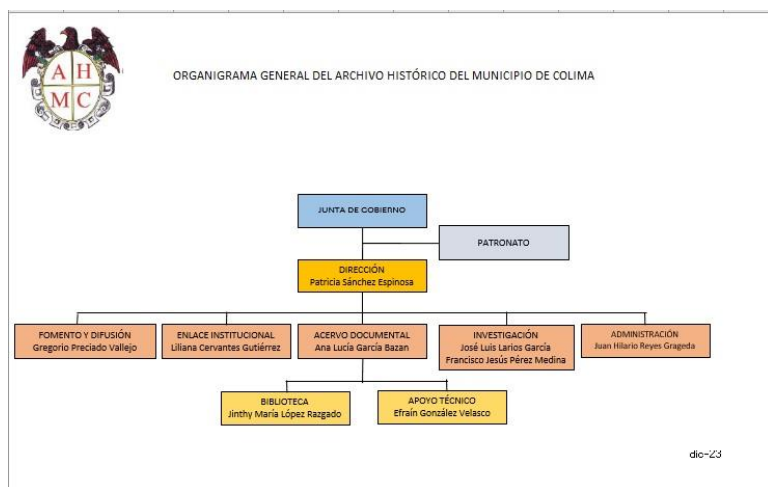 A H
M C
ORGANIGRAMA GENERAL DEL ARCHIVO HISTÓRICO DEL MUNICIPIO DE COLIMA
JUNTA DE GOBIERNO
PATRONATO
DIRECCIÓN
Patricia Sánchez Espinosa
FOMENTO Y DIFUSIÓN
Gregorio Preciado Vallejo
ENLACE INSTITUCIONAL
Liliana Cervantes Gutiérrez
ACERVO DOCUMENTAL
Ana Lucía García Bazan
INVESTIGACIÓN
José Luis Larios García
Francisco Jesús Pérez Medina
ADMINISTRACIÓN
Juan Hilario Reyes Grageda
BIBLIOTECA
Jinthy María López Razgado
APOYO TÉCNICO
Efraín González Velasco
dic-23